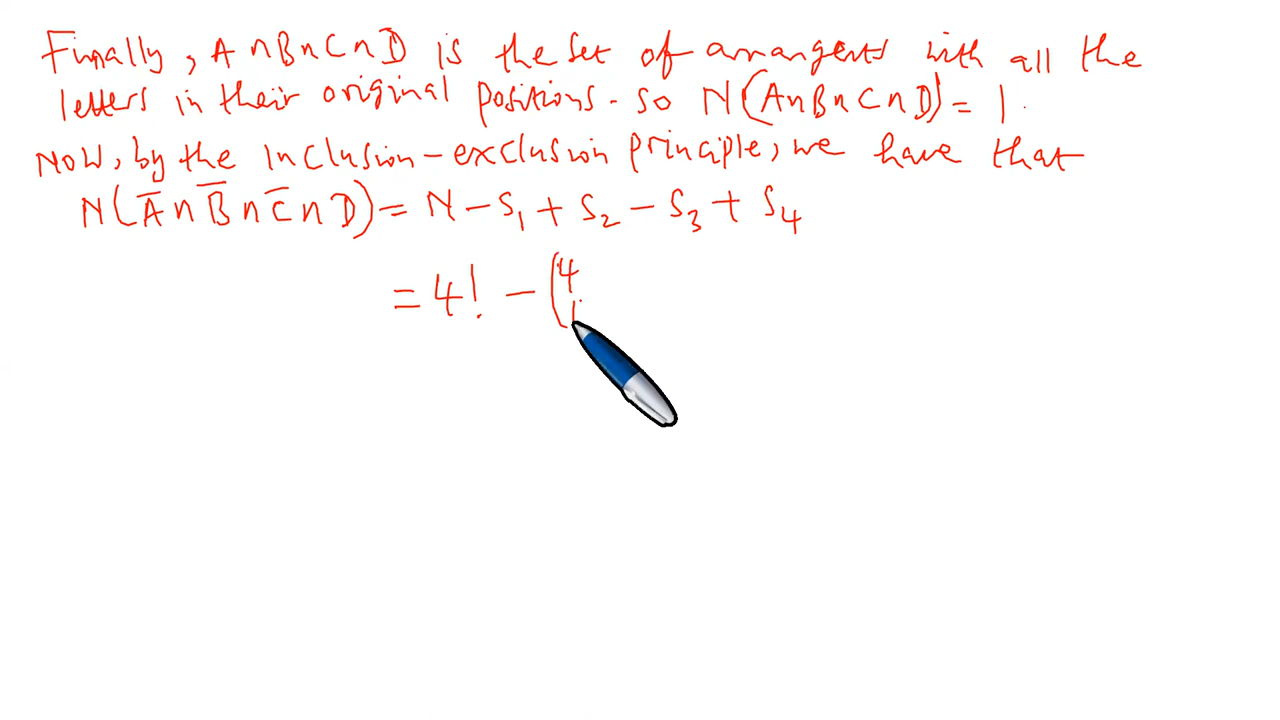 Finally, A∩B∩C∩D is the set of arrangents with all the
letters in their original positions. so N(A∩B∩C∩D) = 1.
Now, by the inclusion-exclusion principle, we have that
N(A̅∩B̅∩C̅∩D) = N - S₁ + S₂ - S₃ + S₄
= 4! - (4 1